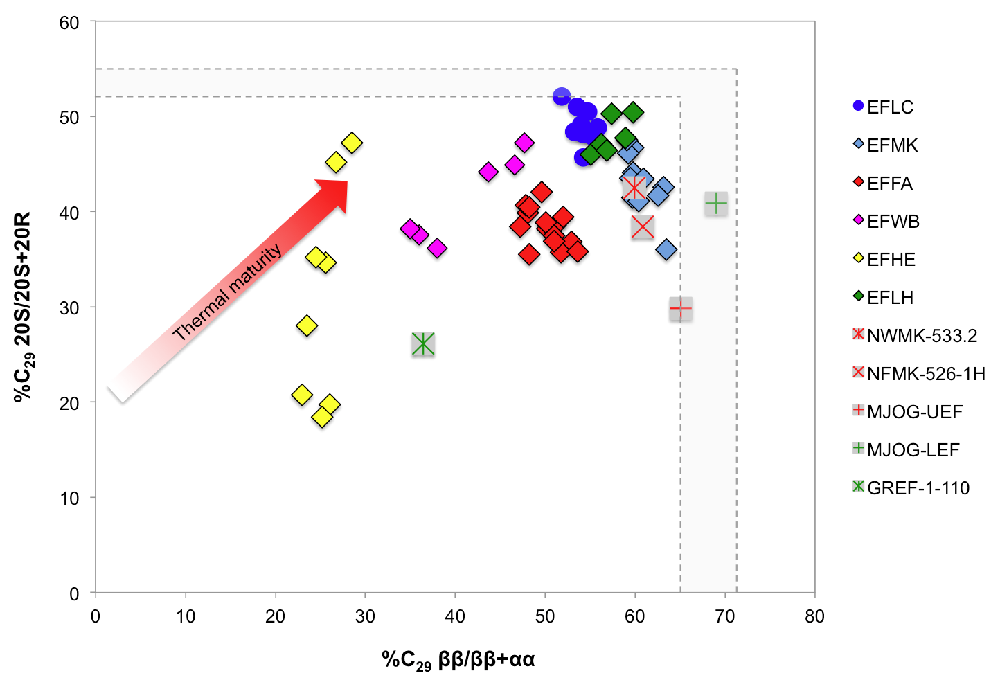 60
50
40
30
20
10
0
0 10 20 30 40 50 60 70 80
%C29 20S/20S+20R
%C29 ββ/ββ+αα
Thermal maturity
EFLC
EFMK
EFFA
EFWB
EFHE
EFLH
NWMK-533.2
NFMK-526-1H
MJOG-UEF
MJOG-LEF
GREF-1-110